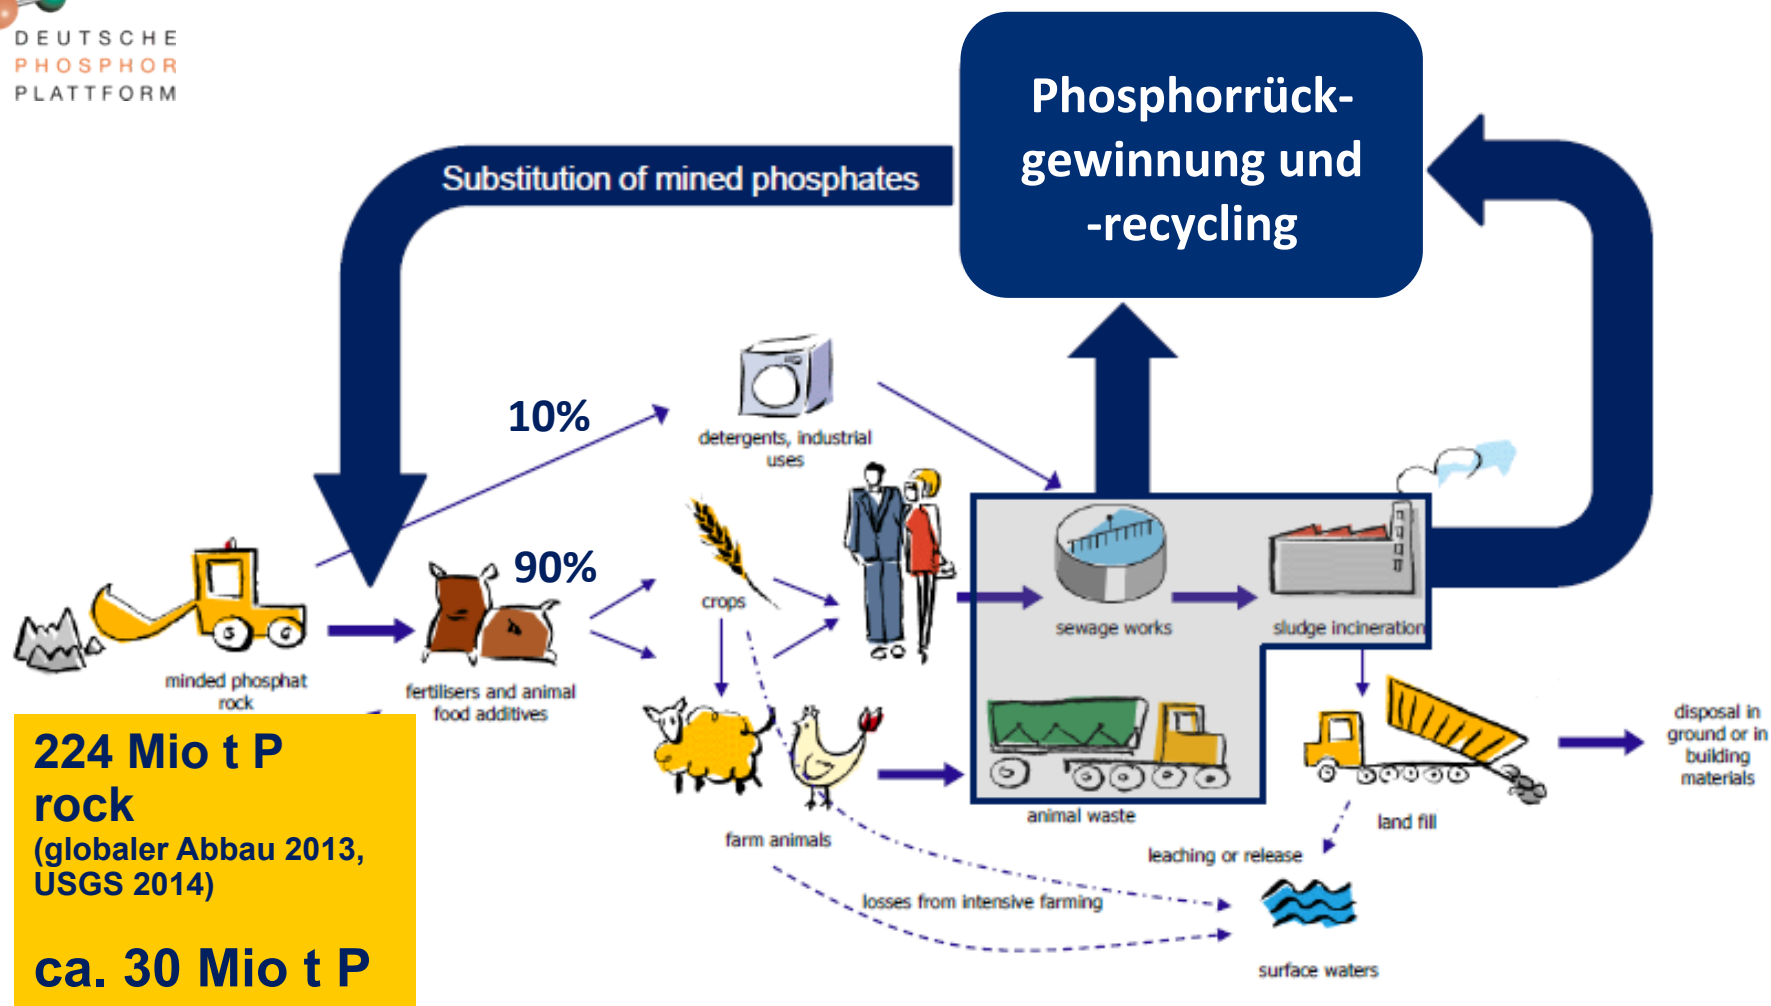 DEUTSCHE
PHOSPHOR
PLATTFORM
Phosphorrück-
gewinnung und
-recycling
Substitution of mined phosphates
10%
detergents, industrial
uses
90%
crops
sewage works
sludge incineration
minded phosphat
rock
fertilisers and animal
food additives
disposal in
ground or in
building
materials
224 Mio t P
rock
(globaler Abbau 2013,
USGS 2014)
ca. 30 Mio t P
farm animals
animal waste
land fill
leaching or release
losses from intensive farming
surface waters